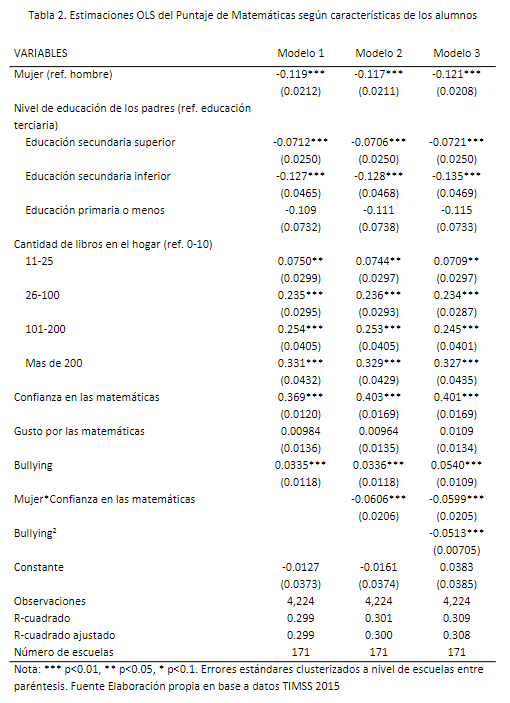 Tabla 2. Estimaciones OLS del Puntaje de Matemáticas según características de los alumnos
VARIABLES Modelo 1 Modelo 2 Modelo 3
Mujer (ref. hombre) -0.119*** -0.117*** -0.121***
(0.0212) (0.0211) (0.0208)
Nivel de educación de los padres (ref. educación
terciaria)
Educación secundaria superior -0.0712*** -0.0706*** -0.0721***
(0.0250) (0.0250) (0.0250)
Educación secundaria inferior -0.127*** -0.128*** -0.135***
(0.0465) (0.0468) (0.0469)
Educación primaria o menos -0.109 -0.111 -0.115
(0.0732) (0.0738) (0.0733)
Cantidad de libros en el hogar (ref. 0-10)
11-25 0.0750** 0.0744** 0.0709**
(0.0299) (0.0297) (0.0297)
26-100 0.235*** 0.236*** 0.234***
(0.0295) (0.0293) (0.0287)
101-200 0.254*** 0.253*** 0.245***
(0.0405) (0.0405) (0.0401)
Mas de 200 0.331*** 0.329*** 0.327***
(0.0432) (0.0429) (0.0435)
Confianza en las matemáticas 0.369*** 0.403*** 0.401***
(0.0120) (0.0169) (0.0169)
Gusto por las matemáticas 0.00984 0.00964 0.0109
(0.0136) (0.0135) (0.0134)
Bullying 0.0335*** 0.0336*** 0.0540***
(0.0118) (0.0118) (0.0109)
Mujer*Confianza en las matemáticas -0.0606*** -0.0599***
(0.0206) (0.0205)
Bullying² -0.0513***
(0.00705)
Constante -0.0127 -0.0161 0.0383
(0.0373) (0.0374) (0.0385)
Observaciones 4,224 4,224 4,224
R-cuadrado 0.299 0.301 0.309
R-cuadrado ajustado 0.299 0.300 0.308
Número de escuelas 171 171 171
Nota: *** p<0.01, ** p<0.05, * p<0.1. Errores estándares clusterizados a nivel de escuelas entre
paréntesis. Fuente Elaboración propia en base a datos TIMSS 2015